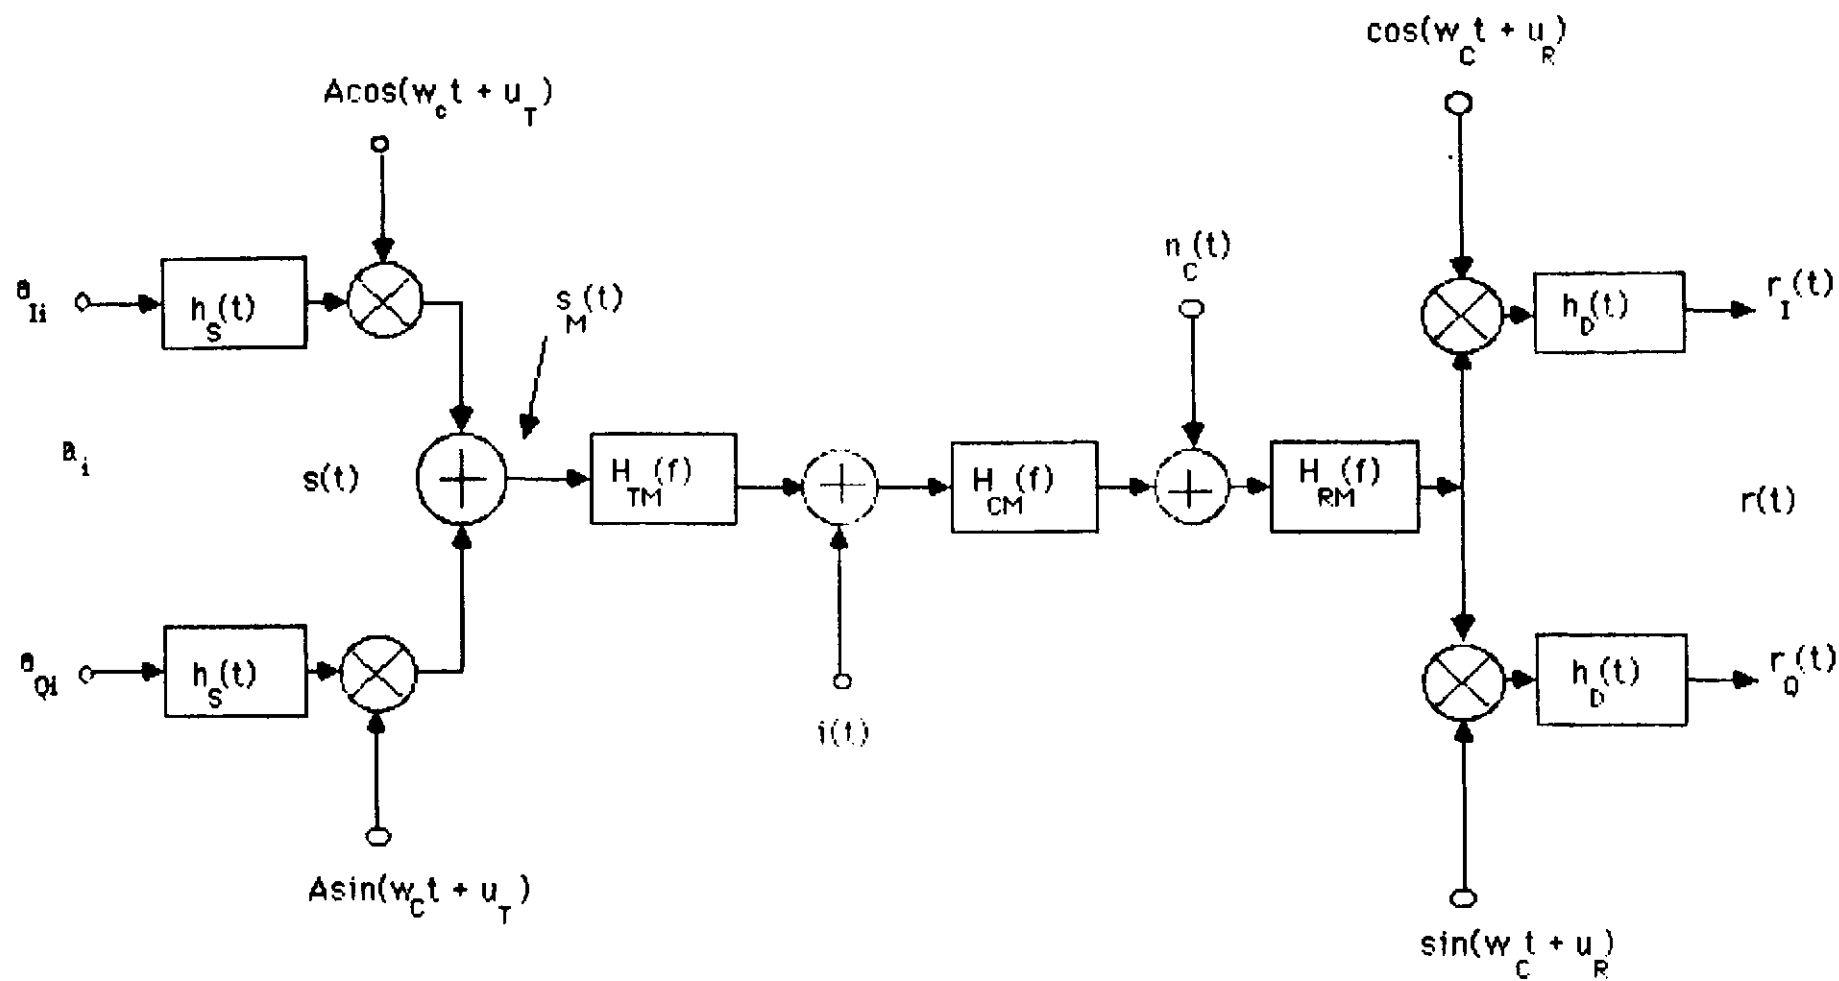 cos(w_C t + u_R)
Acos(w_c t + u_T)
n_C(t)
a_Ii
h_S(t)
s_M(t)
h_D(t)
r_I(t)
a_i
s(t)
H_TM(f)
H_CM(f)
H_RM(f)
r(t)
a_Qi
h_S(t)
h_D(t)
r_Q(t)
i(t)
Asin(w_C t + u_T)
sin(w_C t + u_R)